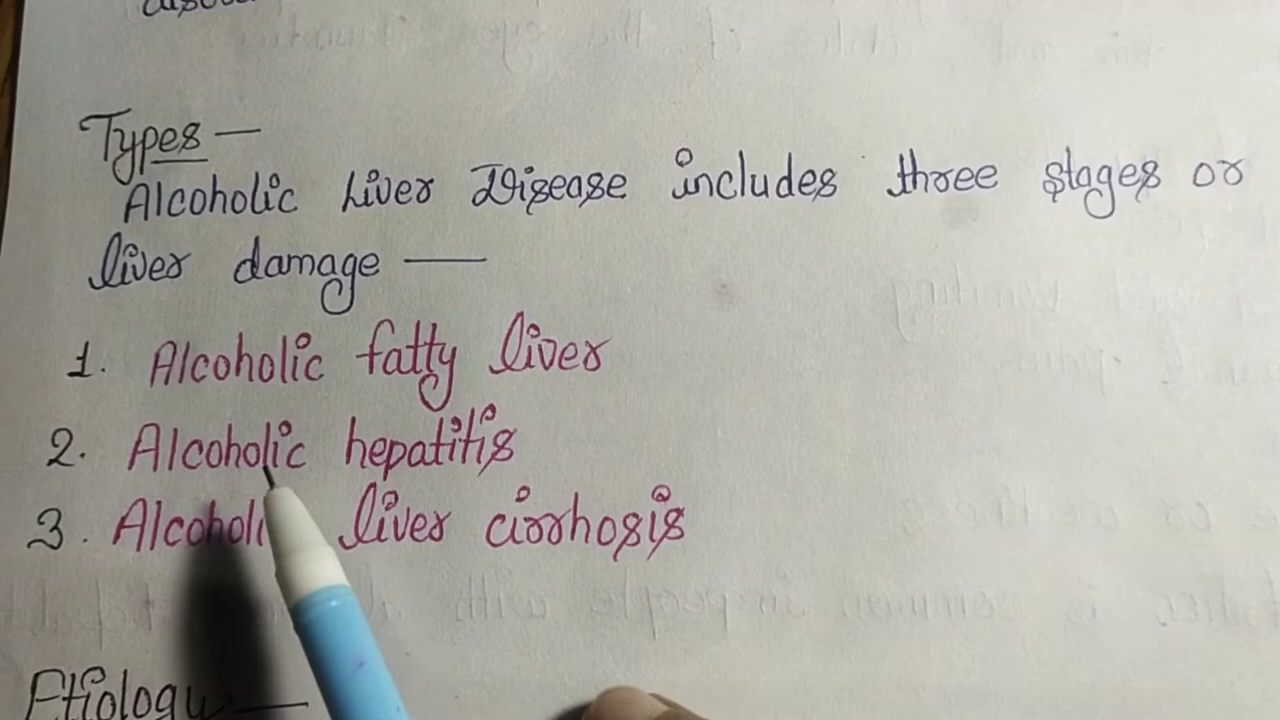 Types —
Alcoholic Liver Disease includes three stages or
liver damage —
1. Alcoholic fatty liver
2. Alcoholic hepatitis
3. Alcoholi liver cirrhosis
Etiology —